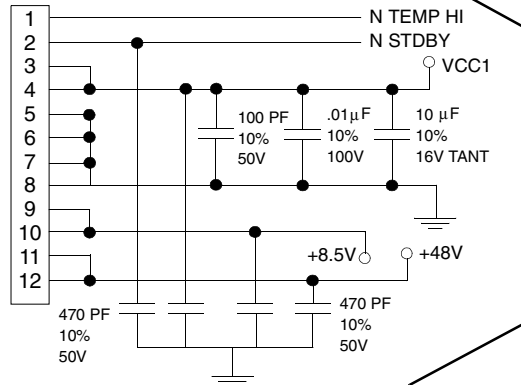 1
N TEMP HI
2
N STDBY
3
VCC1
4
5
6
7
8
100 PF
10%
50V
.01µF
10%
100V
10 µF
10%
16V TANT
9
10
11
12
+8.5V
+48V
470 PF
10%
50V
470 PF
10%
50V